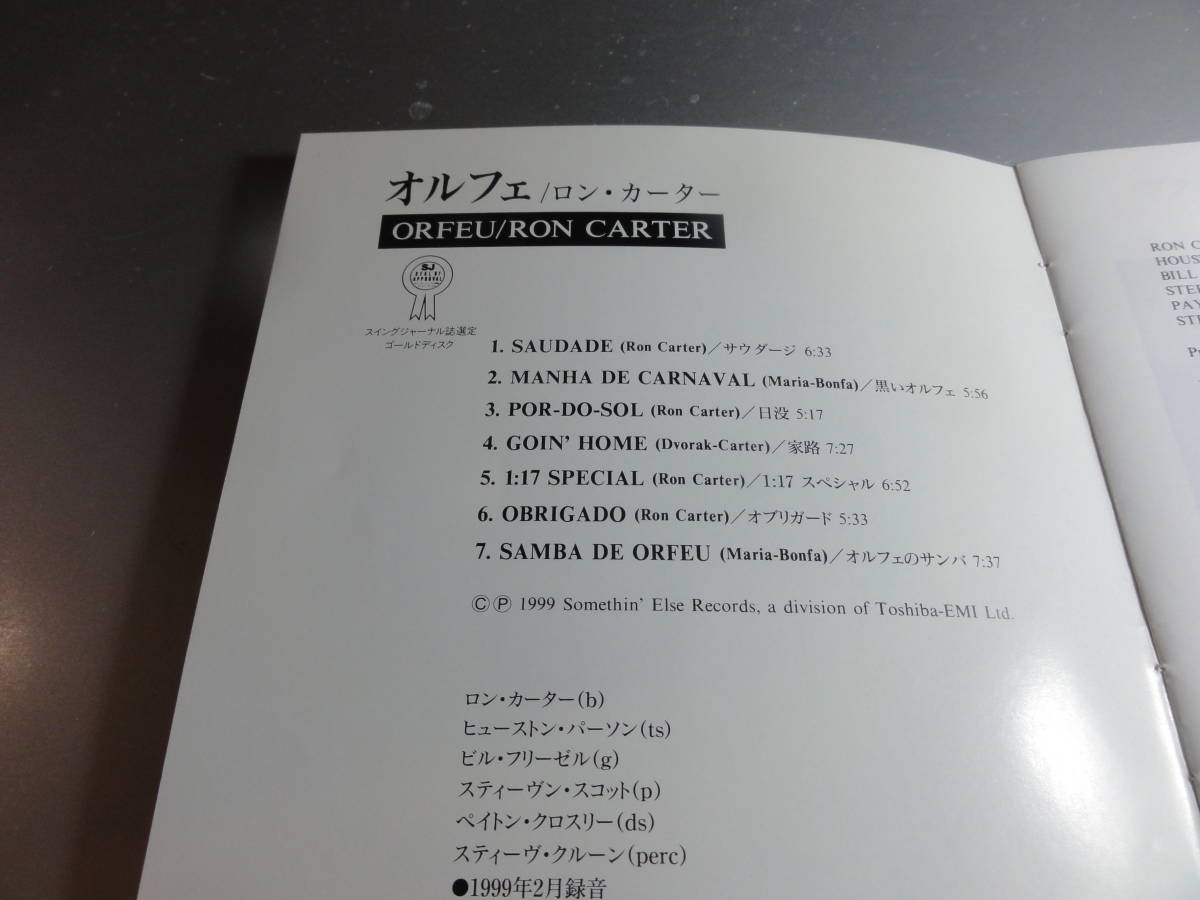 オルフェ/ロン・カーター
ORFEU/RON CARTER
SJ
SEAL OF
APPROVAL
スイングジャーナル誌選定
ゴールドディスク
1. SAUDADE (Ron Carter)/サウダージ 6:33
2. MANHA DE CARNAVAL (Maria-Bonfa)/黒いオルフェ 5:56
3. POR-DO-SOL (Ron Carter)/日没 5:17
4. GOIN' HOME (Dvorak-Carter)/家路 7:27
5. 1:17 SPECIAL (Ron Carter)/1:17 スペシャル 6:52
6. OBRIGADO (Ron Carter)/オブリガード 5:33
7. SAMBA DE ORFEU (Maria-Bonfa)/オルフェのサンバ 7:37
©℗ 1999 Somethin' Else Records, a division of Toshiba-EMI Ltd.
ロン・カーター(b)
ヒューストン・パーソン(ts)
ビル・フリーゼル(g)
スティーヴン・スコット(p)
ペイトン・クロスリー(ds)
スティーヴ・クルーン(perc)
●1999年2月録音
RON C
HOUS
BILL
STEP
PAY
STE
P